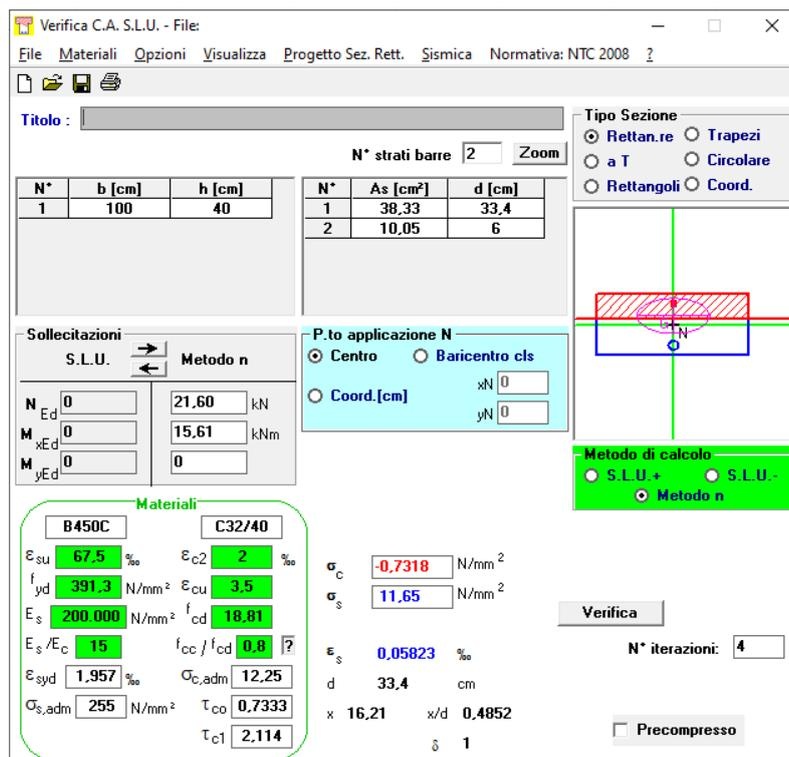 Verifica C.A. S.L.U. - File:
File Materiali Opzioni Visualizza Progetto Sez. Rett. Sismica Normativa: NTC 2008 ?
Titolo :
N° strati barre 2 Zoom
N° b [cm] h [cm]
1 100 40
N° As [cm²] d [cm]
1 38,33 33,4
2 10,05 6
Tipo Sezione
Rettan.re Trapezi
a T Circolare
Rettangoli Coord.
N
Sollecitazioni
S.L.U. Metodo n
N Ed 0 21,60 kN
M xEd 0 15,61 kNm
M yEd 0 0
P.to applicazione N
Centro Baricentro cls
Coord.[cm] xN 0
yN 0
Metodo di calcolo
S.L.U.+ S.L.U.-
Metodo n
Materiali
B450C C32/40
εsu 67,5 ‰ εc2 2 ‰
fyd 391,3 N/mm² εcu 3,5
Es 200.000 N/mm² fcd 18,81
Es/Ec 15 fcc / fcd 0,8 ?
εsyd 1,957 ‰ σc,adm 12,25
σs,adm 255 N/mm² τco 0,7333
τc1 2,114
σc -0,7318 N/mm²
σs 11,65 N/mm²
εs 0,05823 ‰
d 33,4 cm
x 16,21 x/d 0,4852
δ 1
Verifica
N° iterazioni: 4
Precompresso